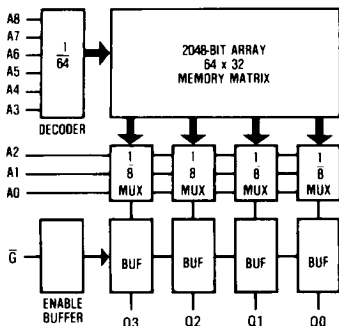 A8
A7
A6
A5
A4
A3
1
64
DECODER
2048-BIT ARRAY
64 x 32
MEMORY MATRIX
A2
A1
A0
1
8
MUX
1
8
MUX
1
8
MUX
1
8
MUX
G
BUF
BUF
BUF
BUF
ENABLE
BUFFER
Q3
Q2
Q1
Q0